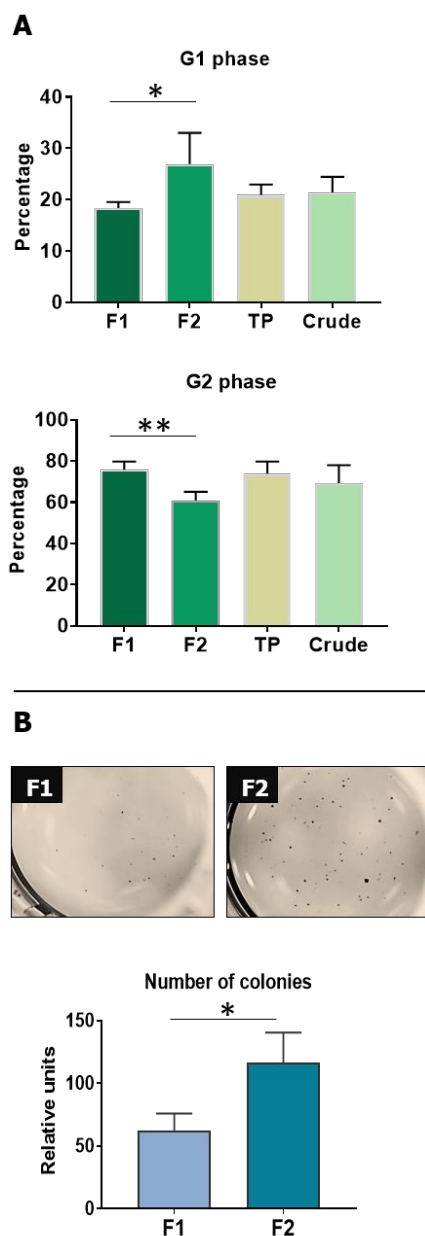 A
G1 phase
*
Percentage
40
30
20
10
0
F1 F2 TP Crude
G2 phase
**
Percentage
100
80
60
40
20
0
F1 F2 TP Crude
B
F1 F2
Number of colonies
*
Relative units
150
100
50
0
F1 F2